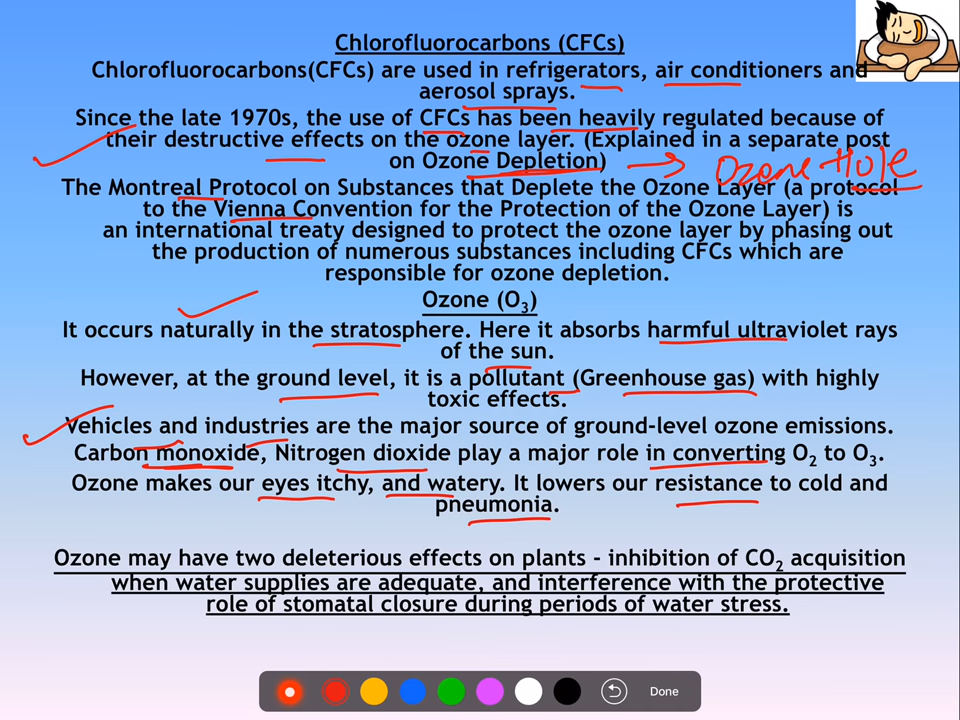 Chlorofluorocarbons (CFCs)
Chlorofluorocarbons(CFCs) are used in refrigerators, air conditioners and
aerosol sprays.
Since the late 1970s, the use of CFCs has been heavily regulated because of
their destructive effects on the ozone layer. (Explained in a separate post
on Ozone Depletion)
Ozone Hole
The Montreal Protocol on Substances that Deplete the Ozone Layer (a protocol
to the Vienna Convention for the Protection of the Ozone Layer) is
an international treaty designed to protect the ozone layer by phasing out
the production of numerous substances including CFCs which are
responsible for ozone depletion.
Ozone (O3)
It occurs naturally in the stratosphere. Here it absorbs harmful ultraviolet rays
of the sun.
However, at the ground level, it is a pollutant (Greenhouse gas) with highly
toxic effects.
Vehicles and industries are the major source of ground-level ozone emissions.
Carbon monoxide, Nitrogen dioxide play a major role in converting O2 to O3.
Ozone makes our eyes itchy, and watery. It lowers our resistance to cold and
pneumonia.
Ozone may have two deleterious effects on plants - inhibition of CO2 acquisition
when water supplies are adequate, and interference with the protective
role of stomatal closure during periods of water stress.
Done